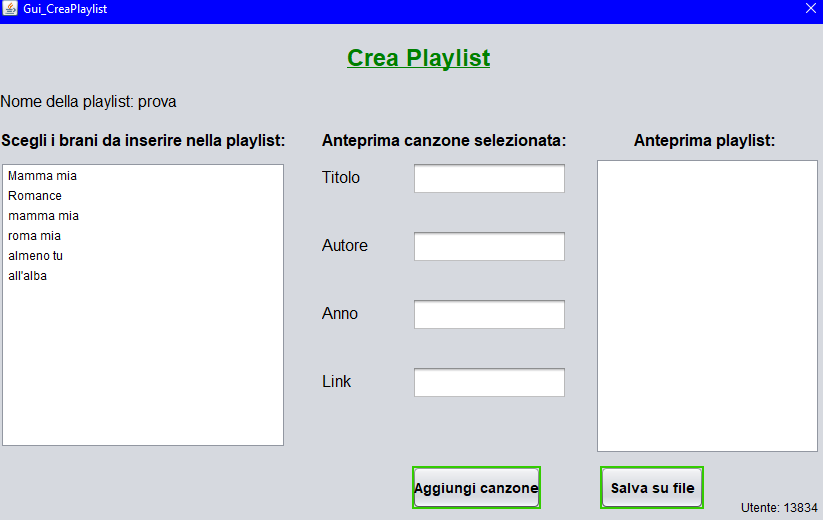 Gui_CreaPlaylist
Crea Playlist
Nome della playlist: prova
Scegli i brani da inserire nella playlist:
Mamma mia
Romance
mamma mia
roma mia
almeno tu
all'alba
Anteprima canzone selezionata:
Titolo
Autore
Anno
Link
Aggiungi canzone
Anteprima playlist:
Salva su file
Utente: 13834